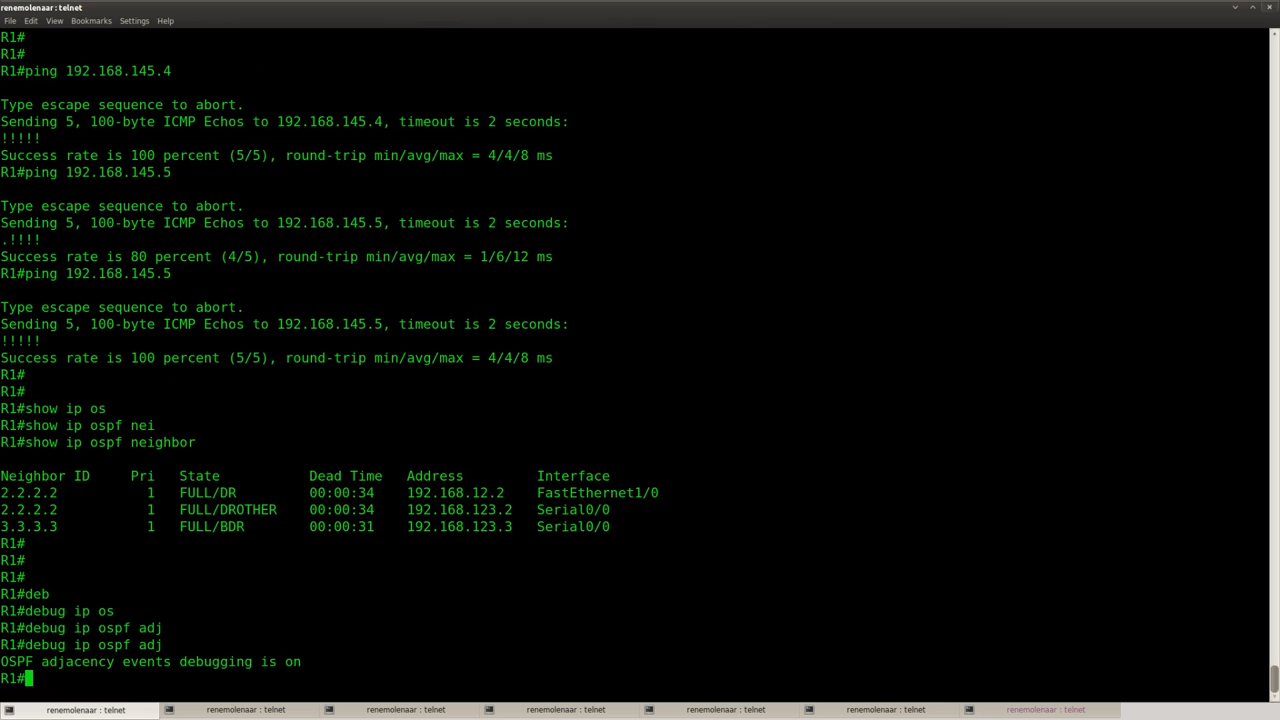 renemolenaar : telnet
File Edit View Bookmarks Settings Help
R1#
R1#
R1#ping 192.168.145.4
Type escape sequence to abort.
Sending 5, 100-byte ICMP Echos to 192.168.145.4, timeout is 2 seconds:
!!!!!
Success rate is 100 percent (5/5), round-trip min/avg/max = 4/4/8 ms
R1#ping 192.168.145.5
Type escape sequence to abort.
Sending 5, 100-byte ICMP Echos to 192.168.145.5, timeout is 2 seconds:
.!!!!
Success rate is 80 percent (4/5), round-trip min/avg/max = 1/6/12 ms
R1#ping 192.168.145.5
Type escape sequence to abort.
Sending 5, 100-byte ICMP Echos to 192.168.145.5, timeout is 2 seconds:
!!!!!
Success rate is 100 percent (5/5), round-trip min/avg/max = 4/4/8 ms
R1#
R1#
R1#show ip os
R1#show ip ospf nei
R1#show ip ospf neighbor
Neighbor ID     Pri   State           Dead Time   Address         Interface
2.2.2.2           1   FULL/DR         00:00:34    192.168.12.2    FastEthernet1/0
2.2.2.2           1   FULL/DROTHER    00:00:34    192.168.123.2   Serial0/0
3.3.3.3           1   FULL/BDR        00:00:31    192.168.123.3   Serial0/0
R1#
R1#
R1#
R1#deb
R1#debug ip os
R1#debug ip ospf adj
R1#debug ip ospf adj
OSPF adjacency events debugging is on
R1#
renemolenaar : telnet renemolenaar : telnet renemolenaar : telnet renemolenaar : telnet renemolenaar : telnet renemolenaar : telnet renemolenaar : telnet